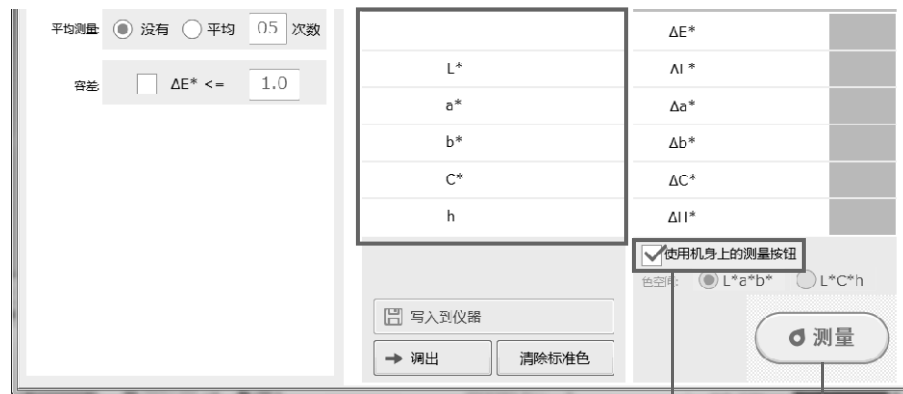 平均测量: 没有 平均 05 次数
容差: ΔE* <= 1.0
L*
a*
b*
C*
h
ΔE*
ΔL*
Δa*
Δb*
ΔC*
ΔH*
使用机身上的测量按钮
色空间: L*a*b* L*C*h
写入到仪器
调出 清除标准色
测量